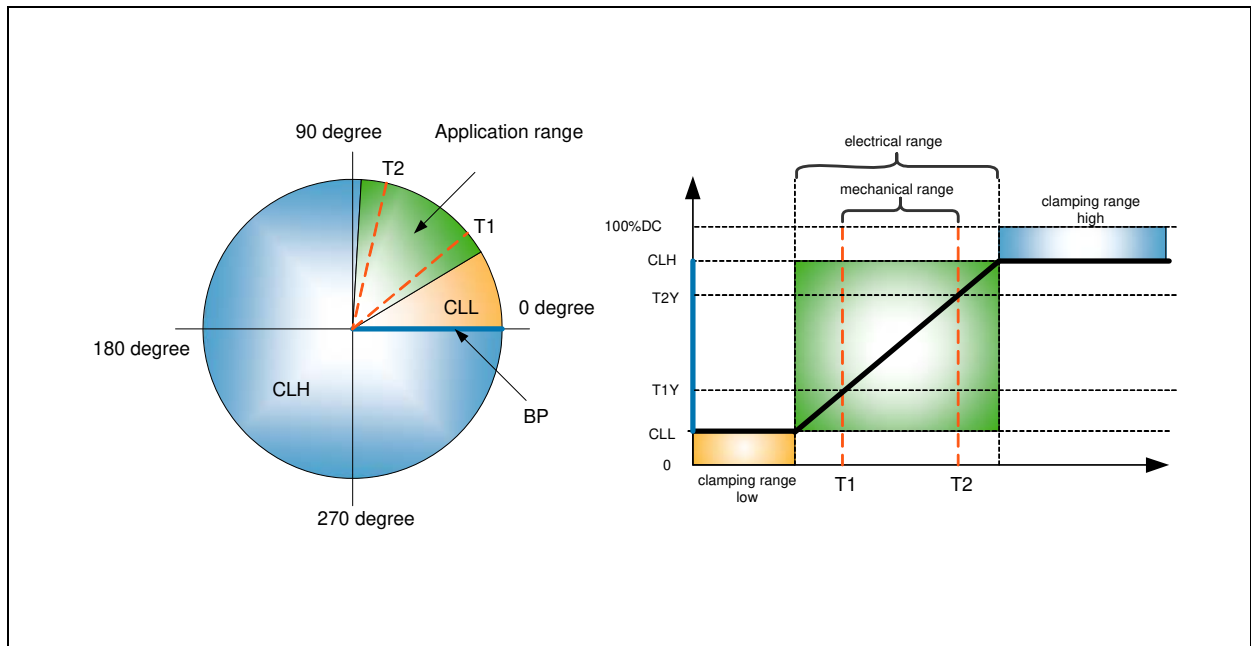 90 degree
Application range
T2
T1
CLL
0 degree
180 degree
CLH
BP
270 degree
electrical range
mechanical range
clamping range
high
100%DC
CLH
T2Y
T1Y
CLL
0
clamping range
low
T1
T2